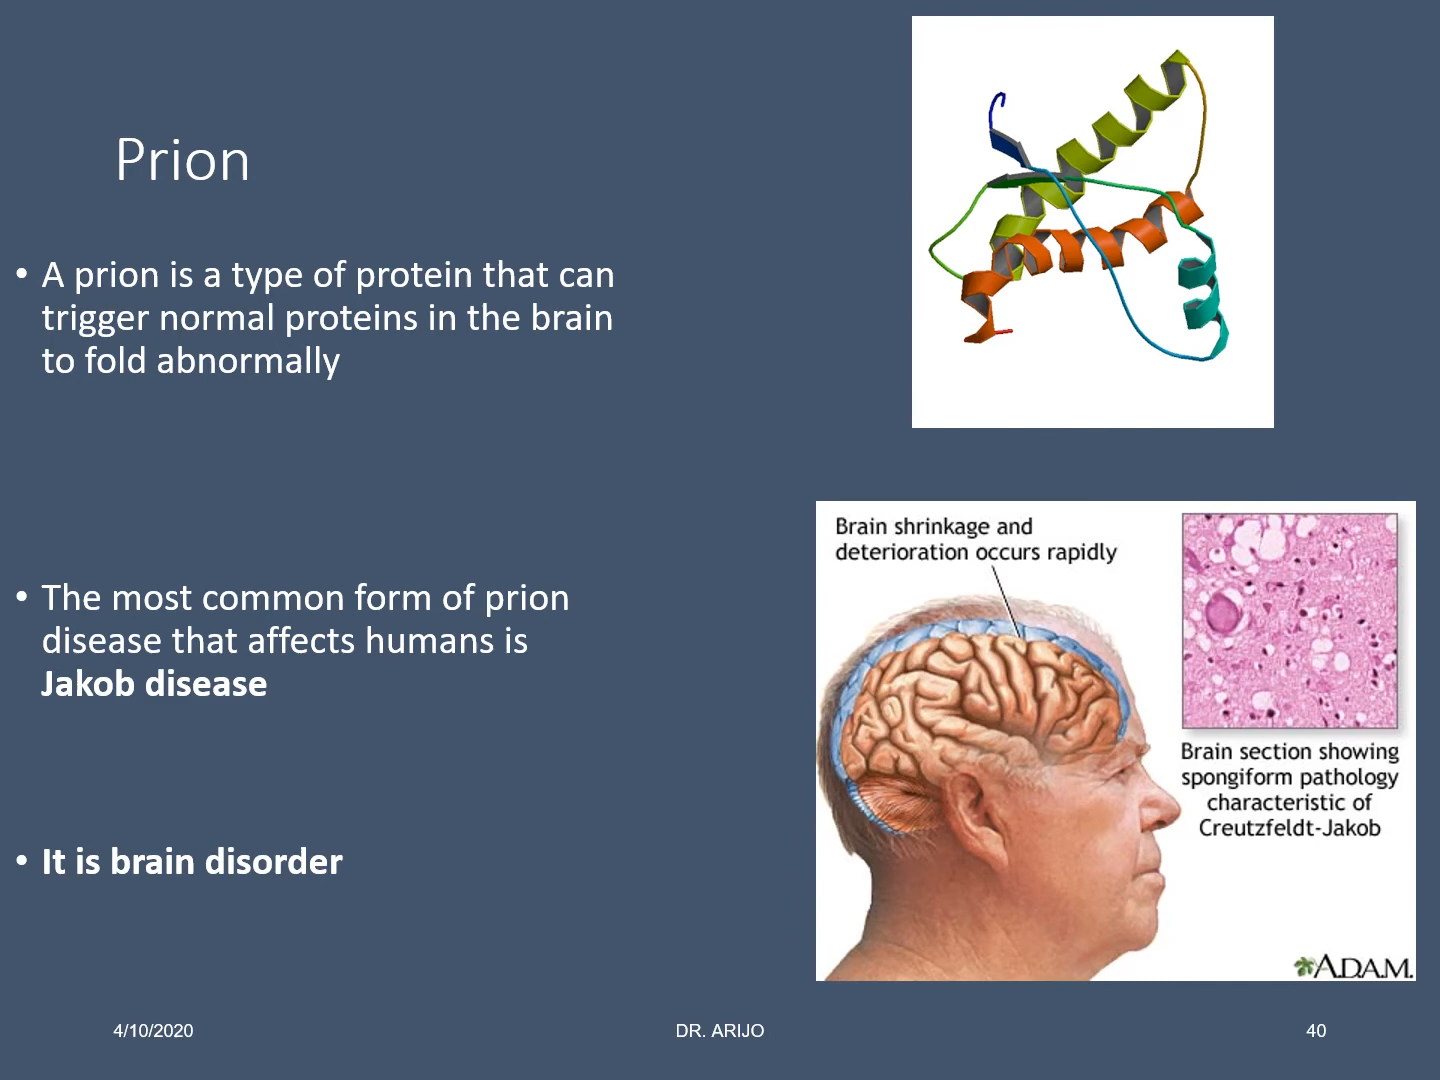 Prion
• A prion is a type of protein that can
trigger normal proteins in the brain
to fold abnormally
• The most common form of prion
disease that affects humans is
Jakob disease
• It is brain disorder
Brain shrinkage and
deterioration occurs rapidly
Brain section showing
spongiform pathology
characteristic of
Creutzfeldt-Jakob
A.D.A.M.
4/10/2020
DR. ARIJO
40